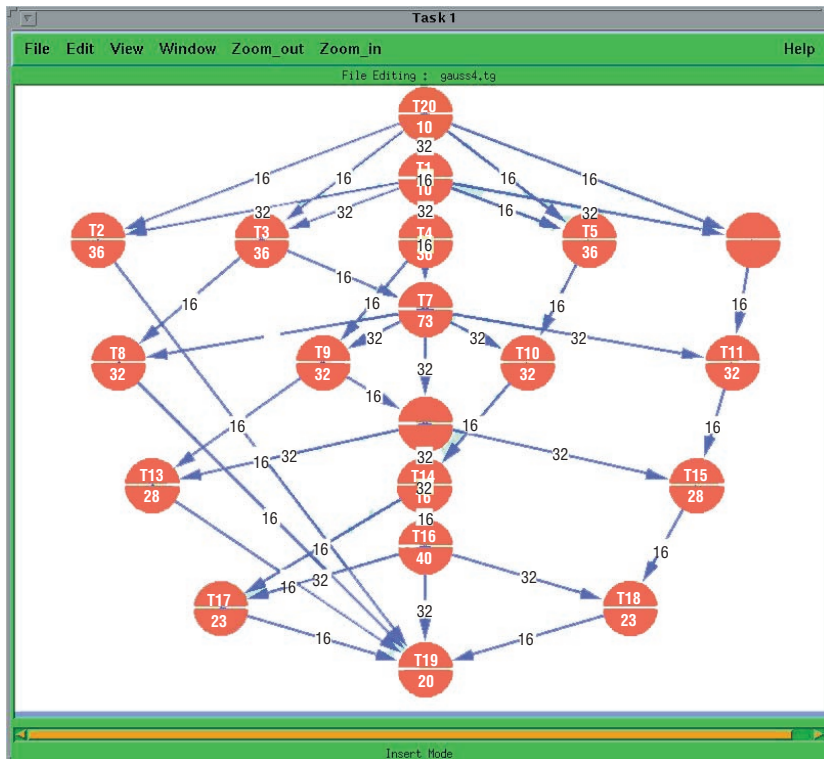 Task 1
File Edit View Window Zoom_out Zoom_in Help
File Editing : gauss4.tg
T20
10
32
16 16 16 16
T1
16
10
32 32 32 16 32
T2 T3 T4 T5
36 36 16 36
36
16 16 16 16
T7
73
16 32 32 32
T8 T9 T10 T11
32 32 32 32
32
16 16 16
16 32 32 32
T13 T14 T15
28 32 28
16
16 16
T16
40
16 16
16 32 32
T17 T18
23 32 23
16 16
T19
20
Insert Mode